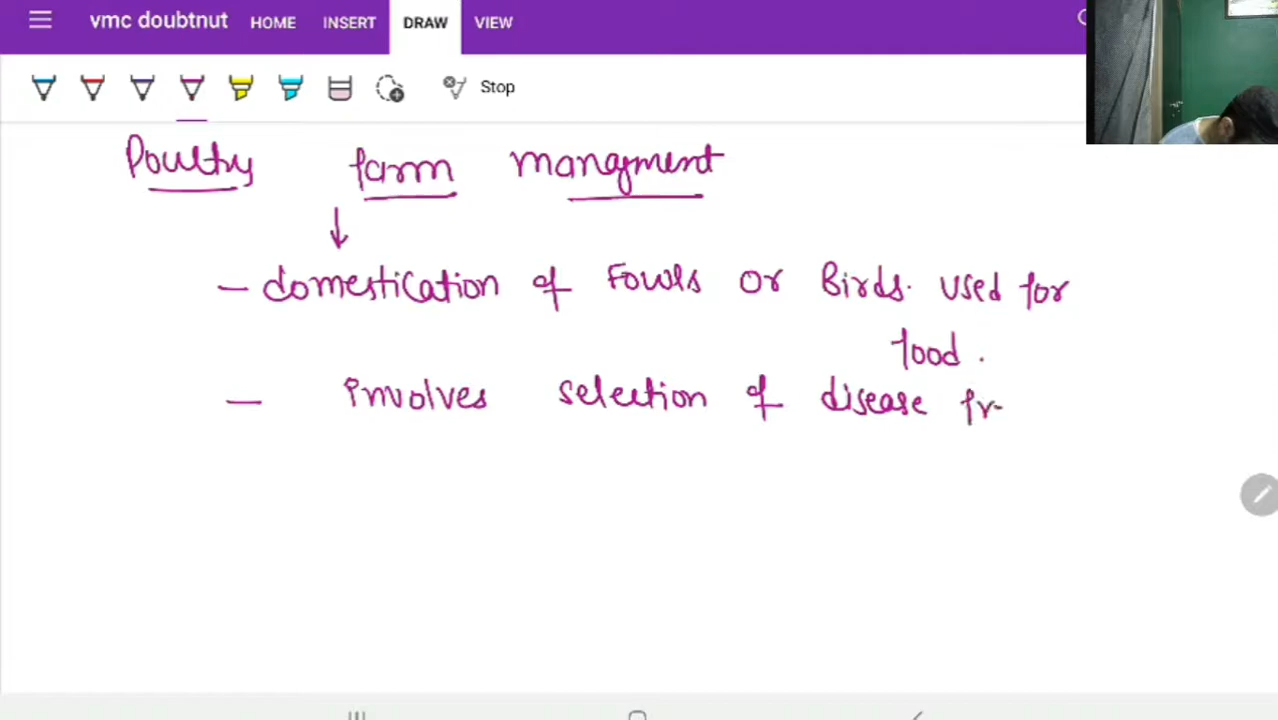 vmc doubtnut HOME INSERT DRAW VIEW
Stop
Poultry farm managment
- domestication of Fowls or Birds. used for
food.
- involves selection of disease fr